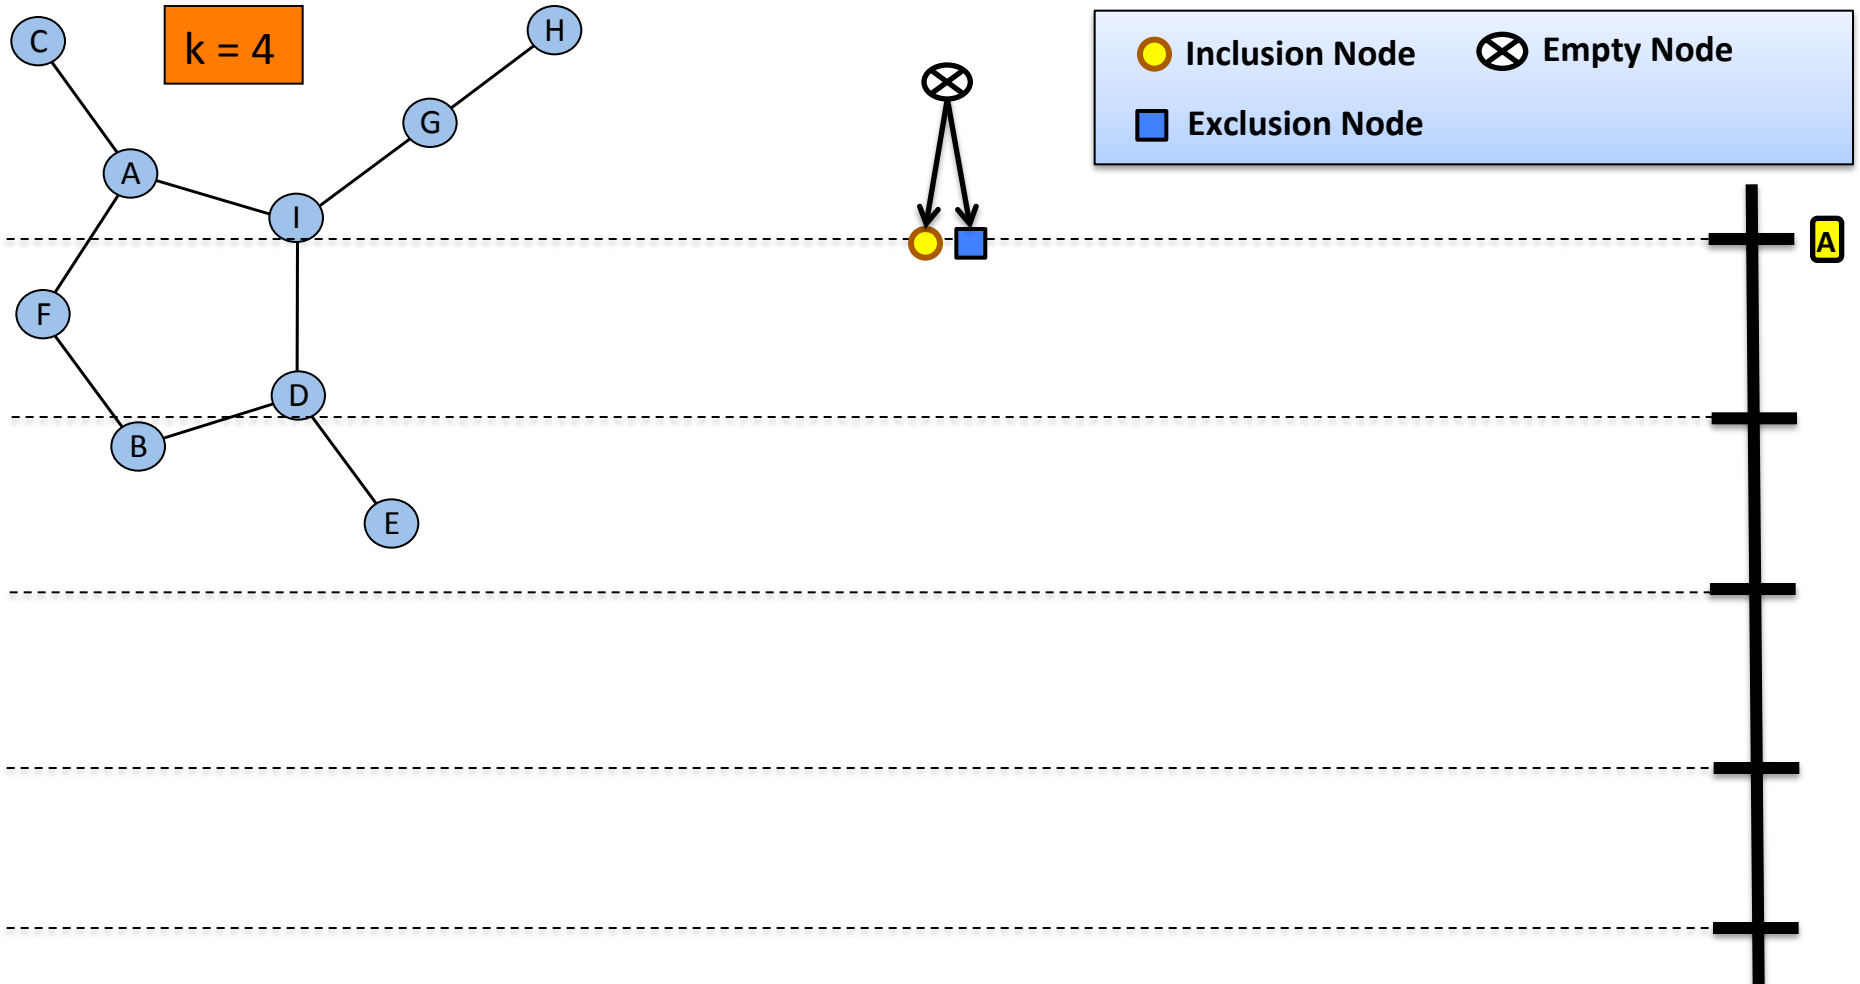 C
k = 4
H
Inclusion Node
Empty Node
G
Exclusion Node
A
I
A
F
D
B
E